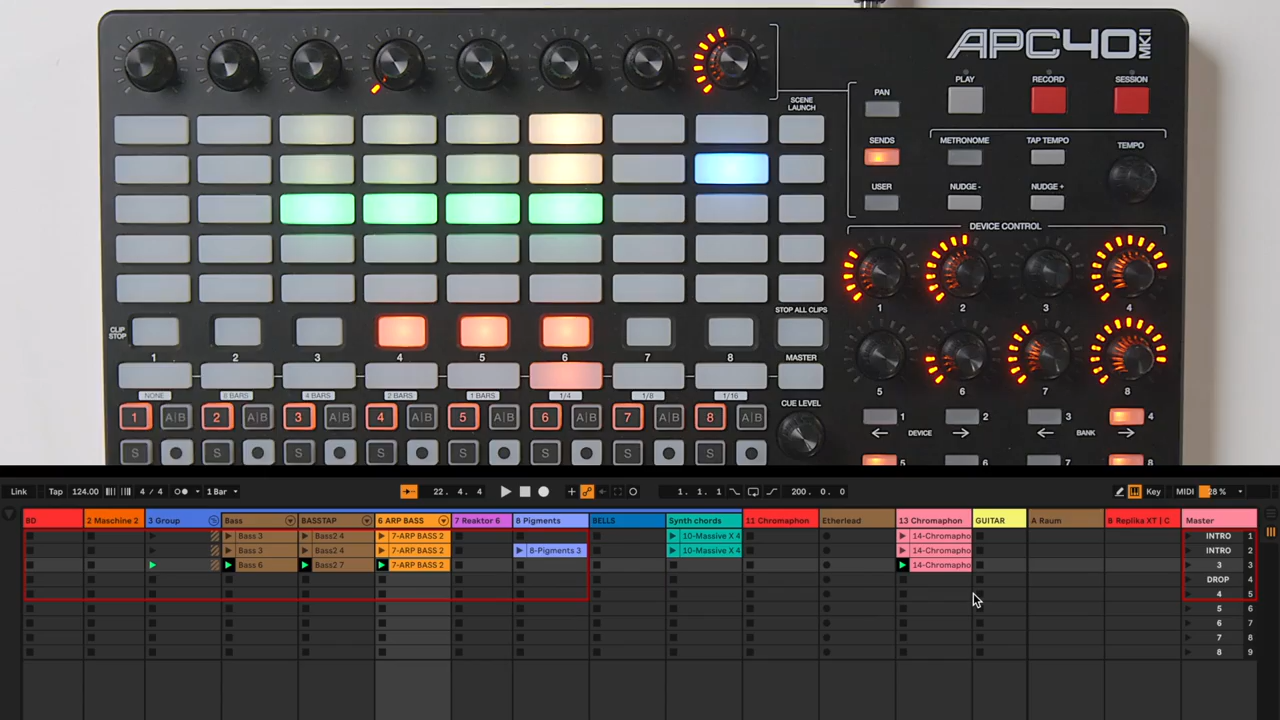 APC40 MKII
PLAY RECORD SESSION
PAN
SCENE LAUNCH
SENDS
METRONOME TAP TEMPO TEMPO
USER
NUDGE- NUDGE+
DEVICE CONTROL
1 2 3 4
STOP ALL CLIPS
CLIP STOP
1 2 3 4 5 6 7 8 MASTER
5 6 7 8
NONE 8 BARS 4 BARS 2 BARS 1 BARS 1/4 1/8 1/16
CUE LEVEL
1 A|B 2 A|B 3 A|B 4 A|B 5 A|B 6 A|B 7 A|B 8 A|B
1 2 3 4
← DEVICE → ← BANK →
S S S S S S S S
5 6 7 8
Link Tap 124.00 4 / 4 1 Bar 22. 4. 4 1. 1. 1 200. 0. 0 Key MIDI 28 %
BD 2 Maschine 2 3 Group Bass BASSTAP 6 ARP BASS 7 Reaktor 6 8 Pigments BELLS Synth chords 11 Chromaphon Etherlead 13 Chromaphon GUITAR A Raum B Replika XT | C Master
Bass 3 Bass2 4 7-ARP BASS 2 10-Massive X 4 14-Chromapho INTRO 1
Bass 3 Bass2 4 7-ARP BASS 2 8-Pigments 3 10-Massive X 4 14-Chromapho INTRO 2
Bass 6 Bass2 7 7-ARP BASS 2 14-Chromapho 3 3
DROP 4
4 5
5 6
6 7
7 8
8 9